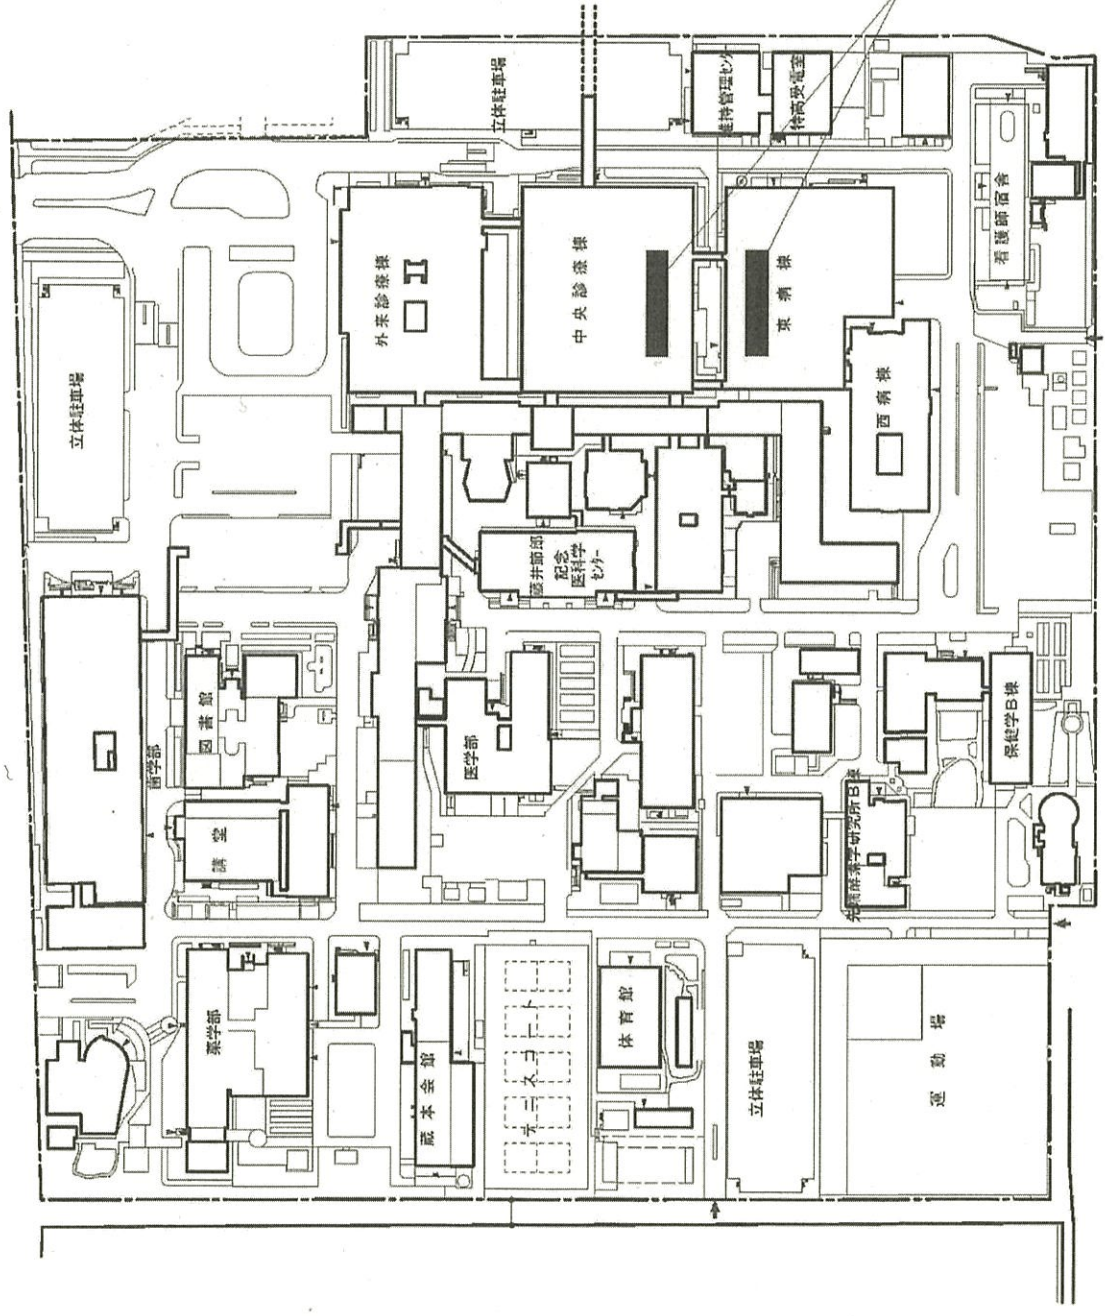 立体駐車場
維持管理センタ
特高受電室
看護師宿舎
外来診療棟
中央診療棟
東病棟
西病棟
立体駐車場
藤井節郎
記念
医科学
センター
歯学部
図書館
講堂
医学部
保健学B棟
先端酵素学研究所B棟
薬学部
蔵本会館
テニスコート
体育館
立体駐車場
運動場